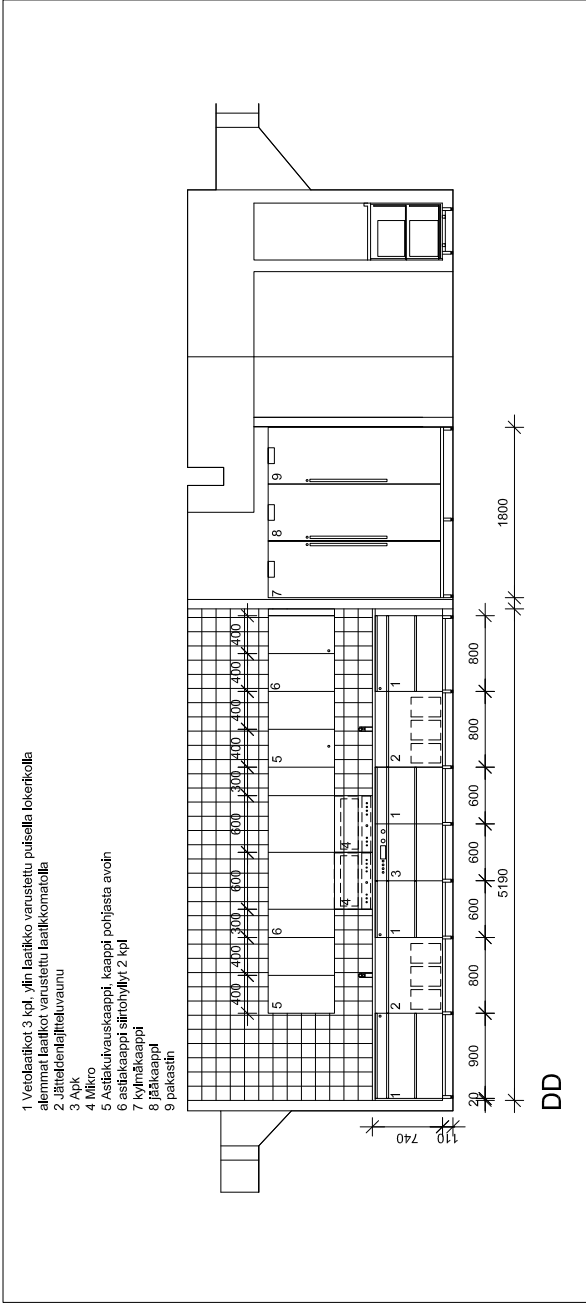 1 Vetolaatikot 3 kpl, ylin laatikko varustettu puisella lokerikolla
alemmat laatikot varustettu laatikkomatolla
2 Jätteidenlajitteluvaunu
3 Apk
4 Mikro
5 Astiakuivauskaappi, kaappi pohjasta avoin
6 astiakaappi siirtohyllyt 2 kpl
7 kylmäkaappi
8 jääkaappi
9 pakastin
400 400 300 600 600 300 400 400 400 400
5 6 5 6
4 4
7 8 9
1 2 1 3 1 2 1
740
110
20 900 800 600 600 600 800 800
5190 1800
DD